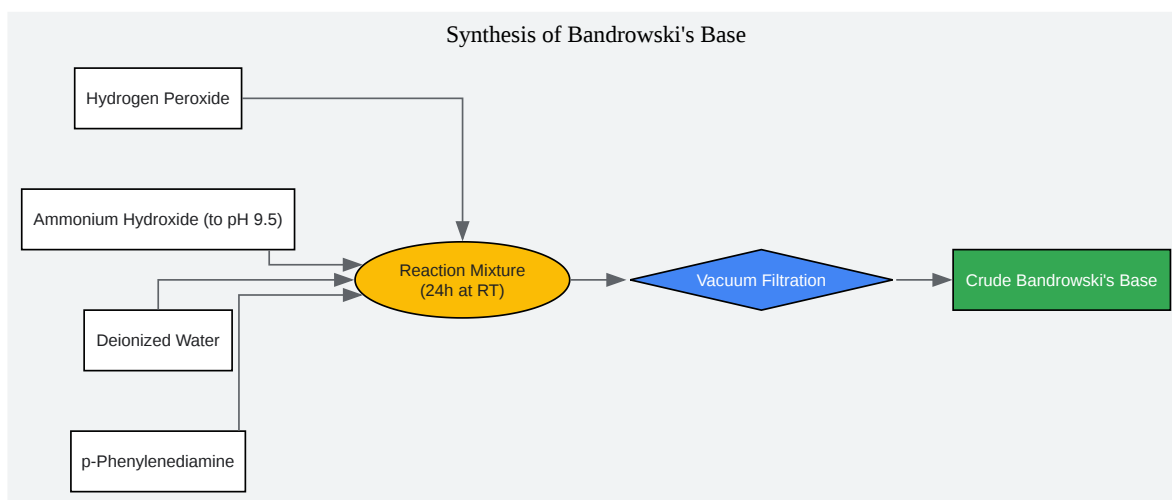 Synthesis of Bandrowski's Base
Hydrogen Peroxide
Ammonium Hydroxide (to pH 9.5)
Deionized Water
p-Phenylenediamine
Reaction Mixture
(24h at RT)
Vacuum Filtration
Crude Bandrowski's Base